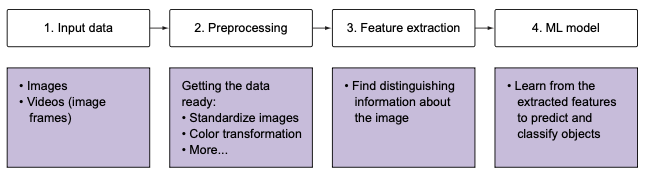 1. Input data
2. Preprocessing
3. Feature extraction
4. ML model
• Images
• Videos (image
frames)
Getting the data
ready:
• Standardize images
• Color transformation
• More...
• Find distinguishing
information about
the image
• Learn from the
extracted features
to predict and
classify objects